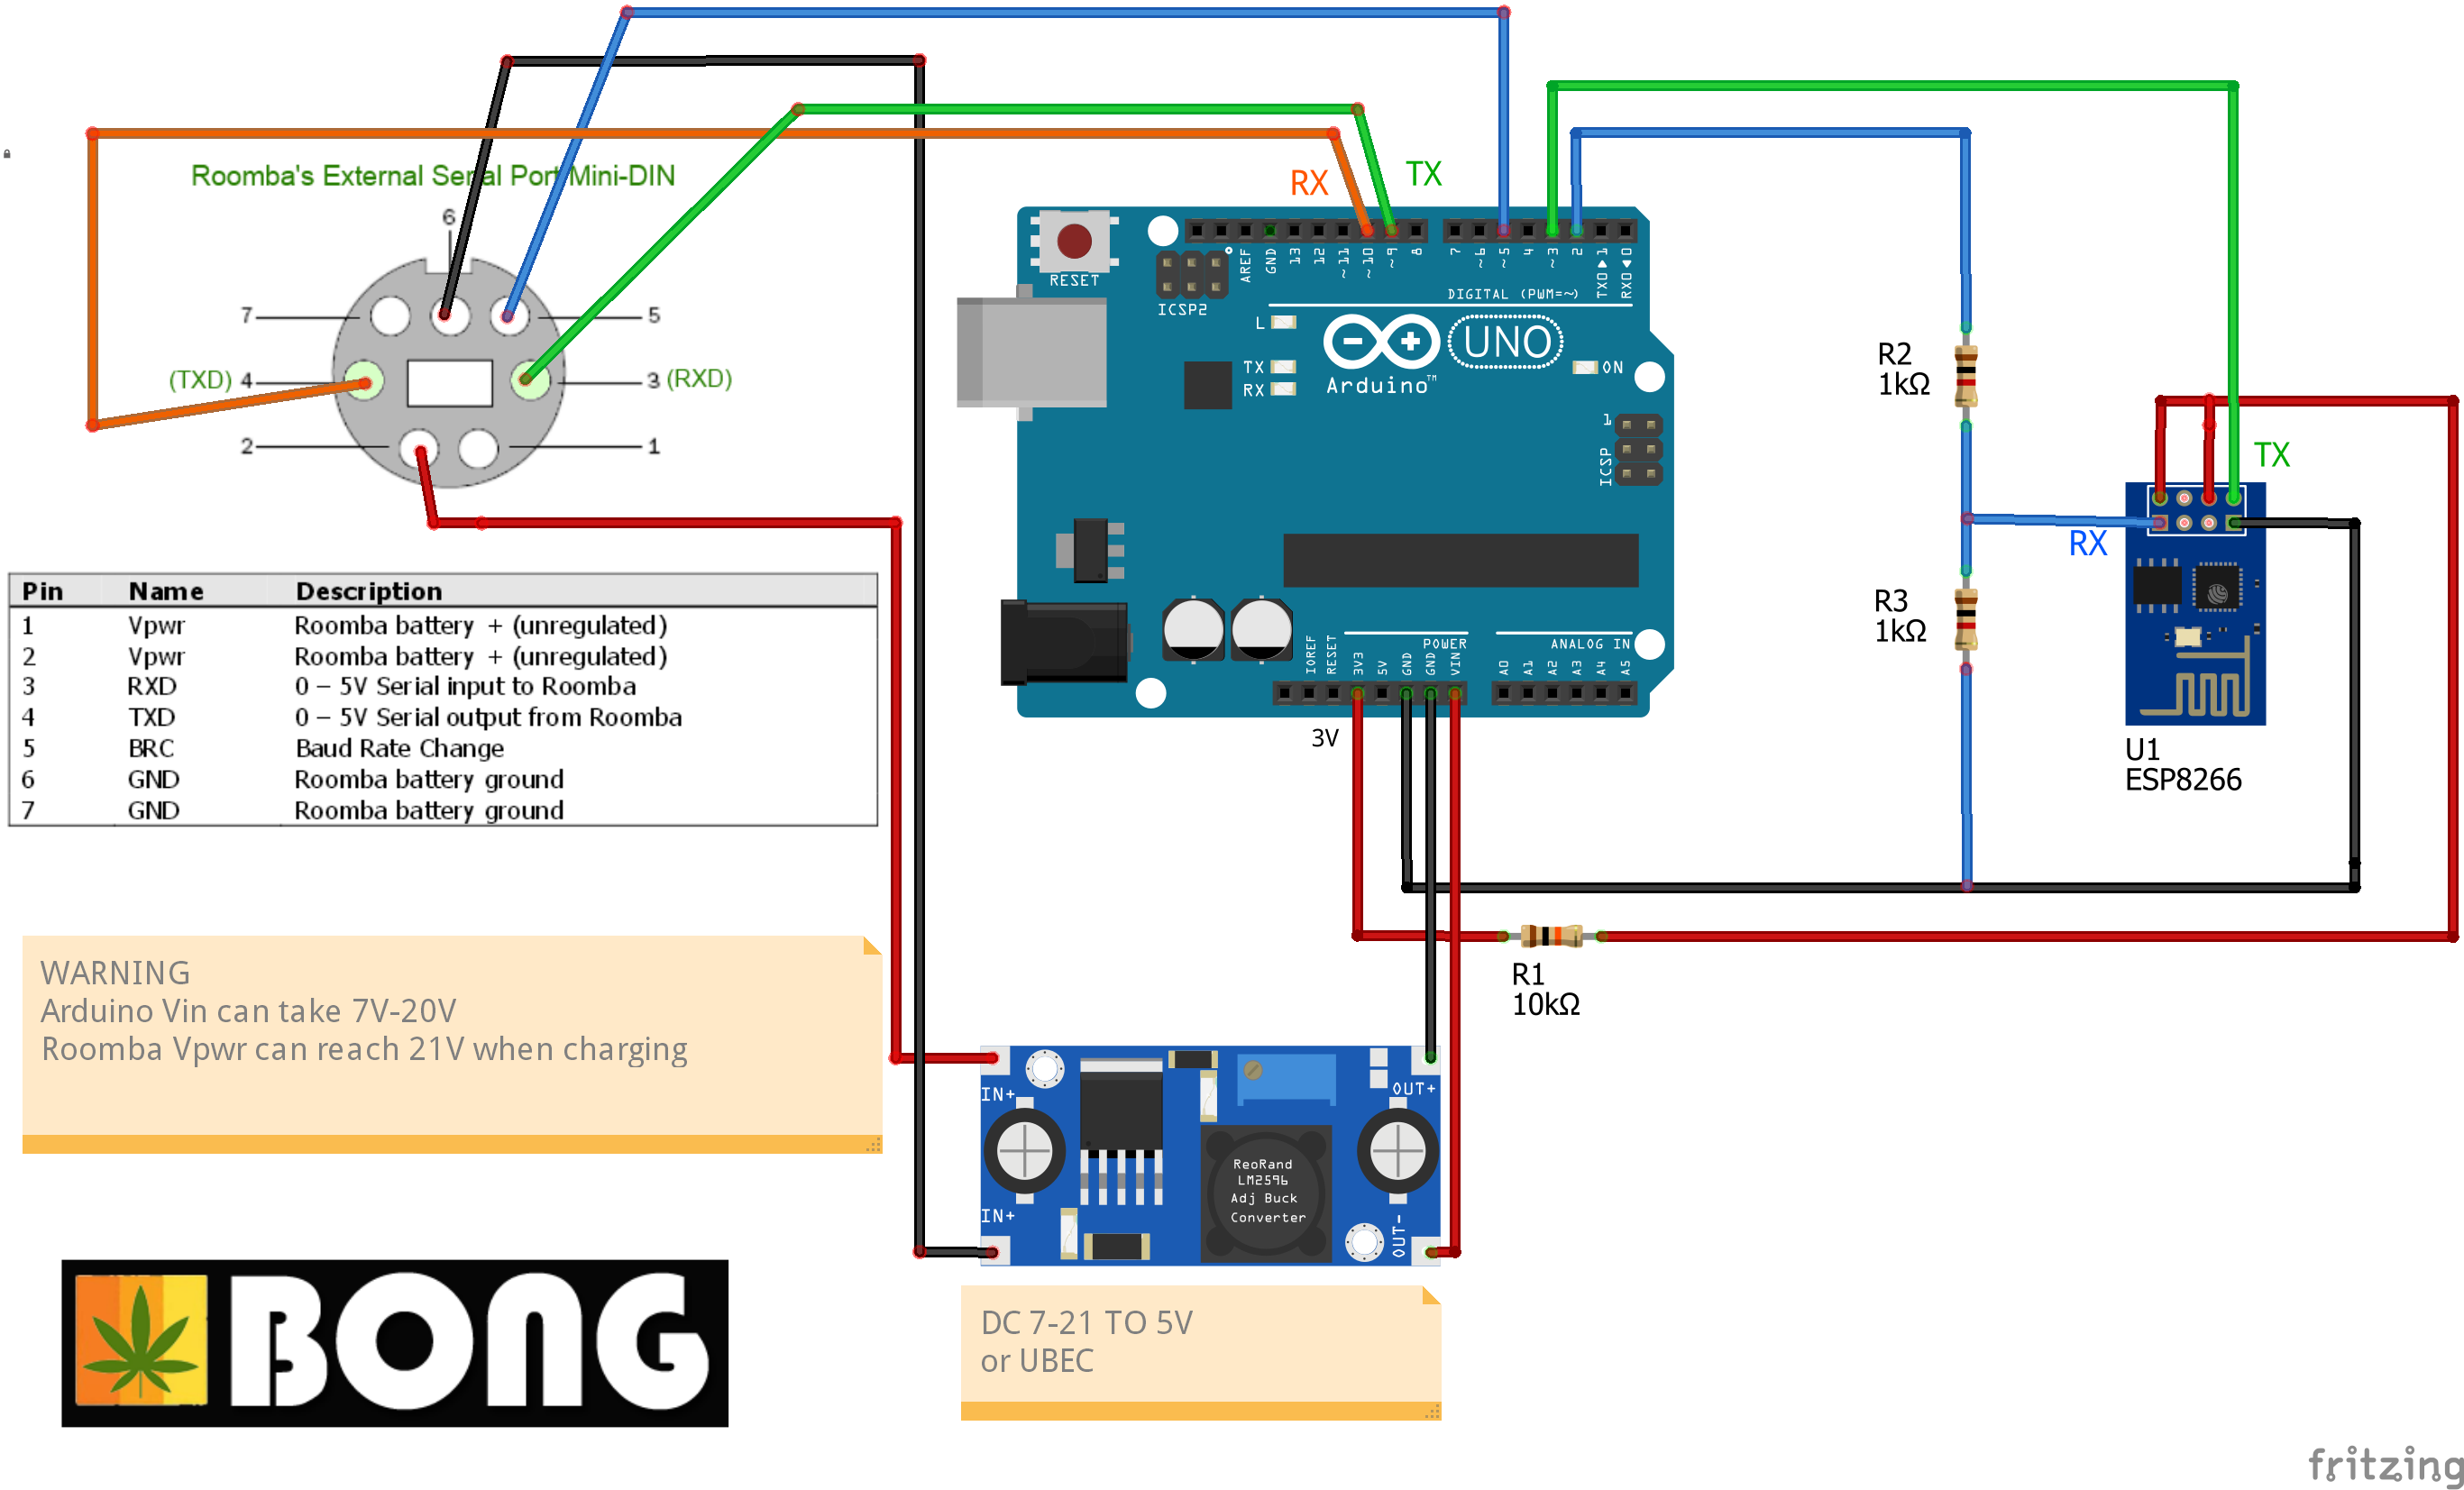 Roomba's External Serial Port Mini-DIN
6
7
5
(TXD) 4
3 (RXD)
2
1
Pin Name Description
1 Vpwr Roomba battery + (unregulated)
2 Vpwr Roomba battery + (unregulated)
3 RXD 0 – 5V Serial input to Roomba
4 TXD 0 – 5V Serial output from Roomba
5 BRC Baud Rate Change
6 GND Roomba battery ground
7 GND Roomba battery ground
WARNING
Arduino Vin can take 7V-20V
Roomba Vpwr can reach 21V when charging
BONG
RX
TX
RESET
ICSP2
AREF
GND
13
12
~11
~10
~9
8
7
~6
~5
4
~3
2
TX0▶1
RX0◀0
DIGITAL (PWM=~)
L
TX
RX
Arduino™
UNO
ON
1
ICSP
IOREF
RESET
3V3
5V
GND
GND
VIN
POWER
ANALOG IN
A0
A1
A2
A3
A4
A5
3V
R2
1kΩ
R3
1kΩ
TX
RX
U1
ESP8266
R1
10kΩ
IN+
OUT+
ReoRand
LM2596
Adj Buck
Converter
IN+
OUT-
DC 7-21 TO 5V
or UBEC
fritzing